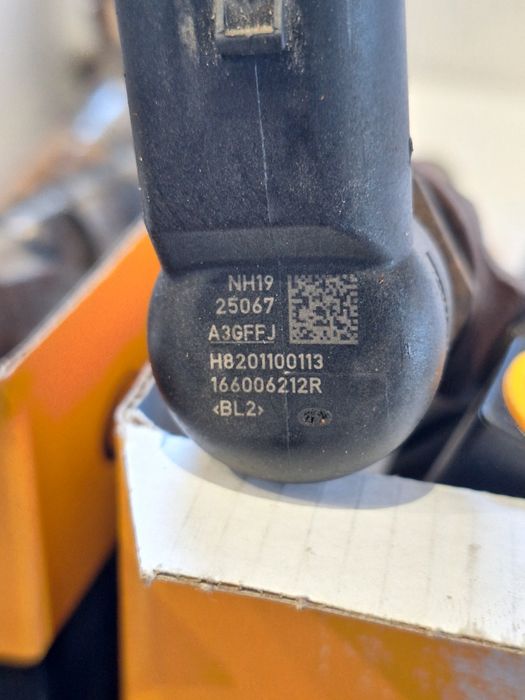 NH19
25067
A3GFFJ
H8201100113
166006212R
<BL2>